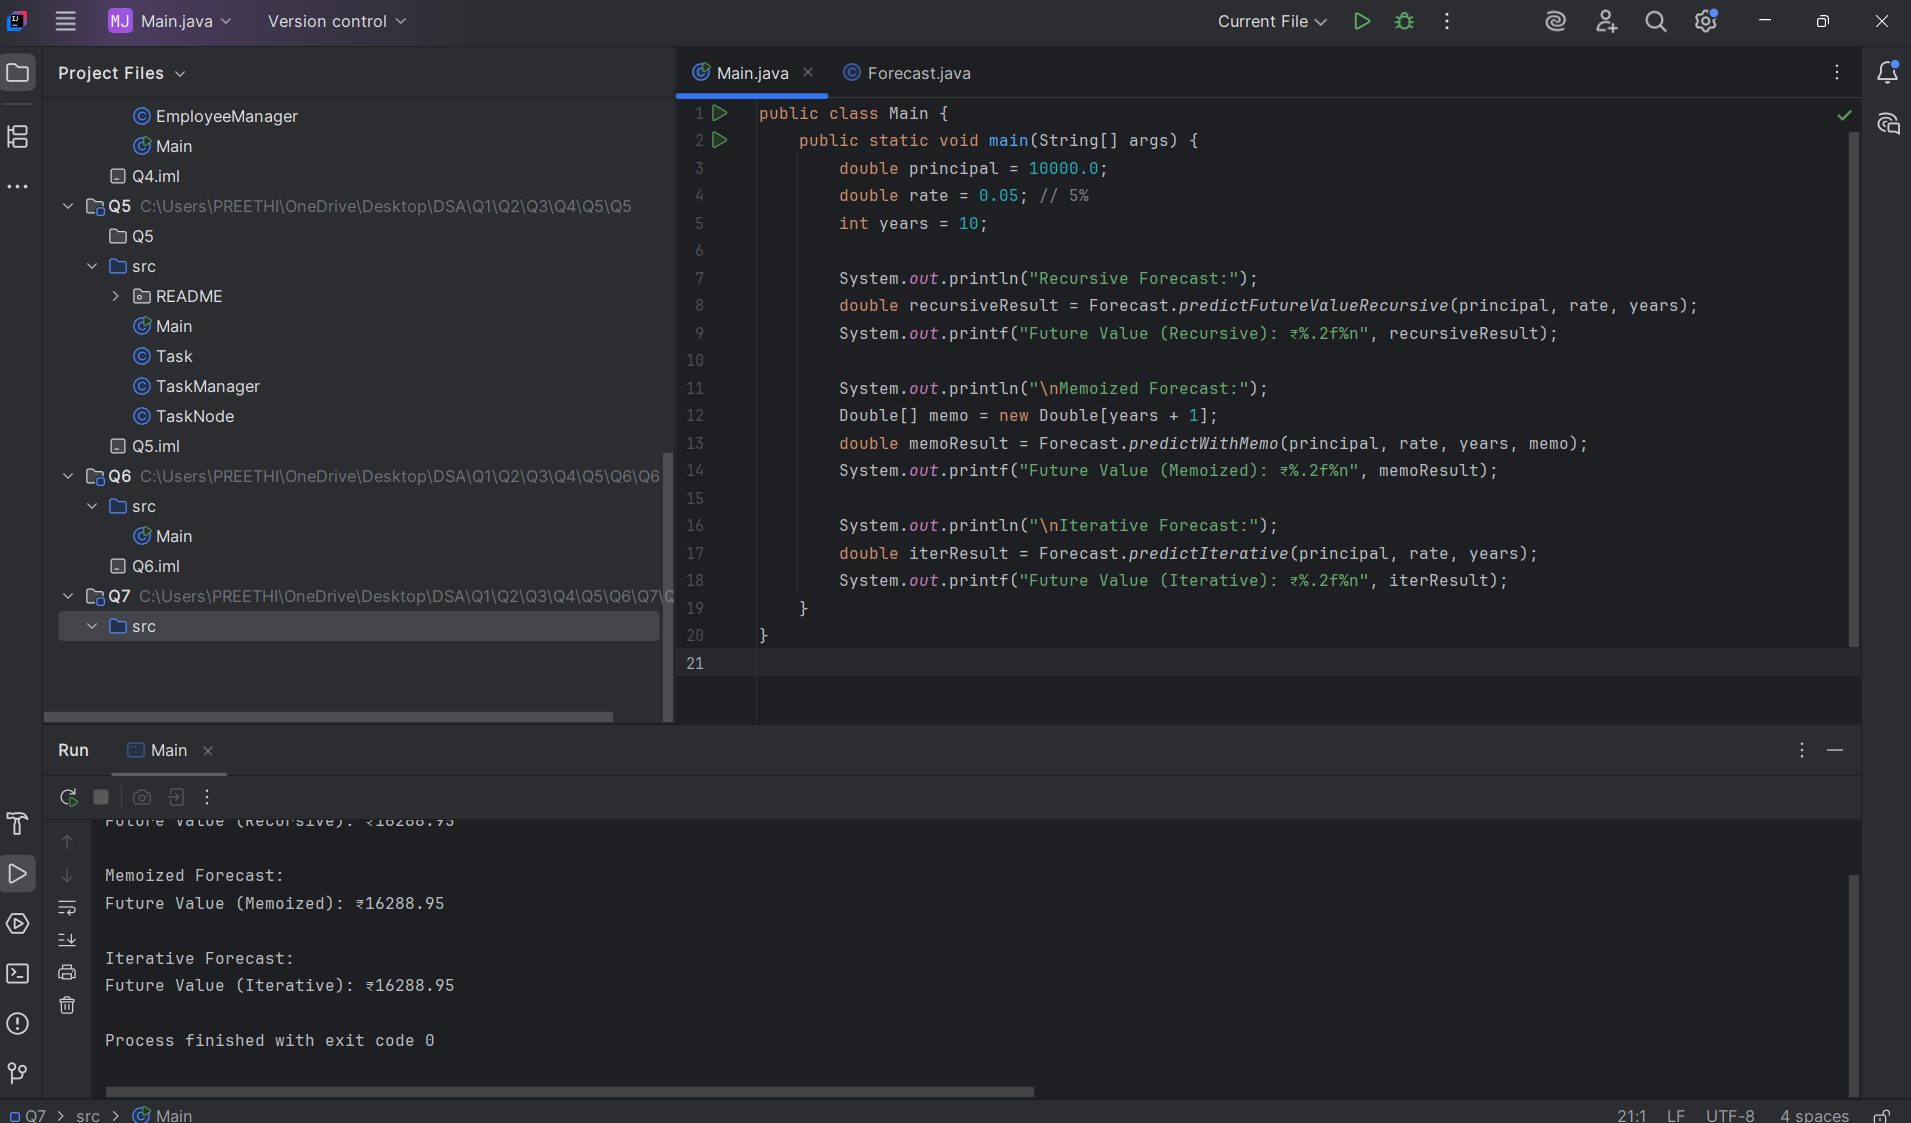 MJ Main.java Version control Current File
Project Files
EmployeeManager
Main
Q4.iml
Q5 C:\Users\PREETHI\OneDrive\Desktop\DSA\Q1\Q2\Q3\Q4\Q5\Q5
Q5
src
README
Main
Task
TaskManager
TaskNode
Q5.iml
Q6 C:\Users\PREETHI\OneDrive\Desktop\DSA\Q1\Q2\Q3\Q4\Q5\Q6\Q6
src
Main
Q6.iml
Q7 C:\Users\PREETHI\OneDrive\Desktop\DSA\Q1\Q2\Q3\Q4\Q5\Q6\Q7\Q
src
Main.java Forecast.java
1 public class Main {
2 public static void main(String[] args) {
3 double principal = 10000.0;
4 double rate = 0.05; // 5%
5 int years = 10;
6
7 System.out.println("Recursive Forecast:");
8 double recursiveResult = Forecast.predictFutureValueRecursive(principal, rate, years);
9 System.out.printf("Future Value (Recursive): ₹%.2f%n", recursiveResult);
10
11 System.out.println("\nMemoized Forecast:");
12 Double[] memo = new Double[years + 1];
13 double memoResult = Forecast.predictWithMemo(principal, rate, years, memo);
14 System.out.printf("Future Value (Memoized): ₹%.2f%n", memoResult);
15
16 System.out.println("\nIterative Forecast:");
17 double iterResult = Forecast.predictIterative(principal, rate, years);
18 System.out.printf("Future Value (Iterative): ₹%.2f%n", iterResult);
19 }
20 }
21
Run Main
Future Value (Recursive): ₹16288.95
Memoized Forecast:
Future Value (Memoized): ₹16288.95
Iterative Forecast:
Future Value (Iterative): ₹16288.95
Process finished with exit code 0
Q7 > src > Main 21:1 LF UTF-8 4 spaces